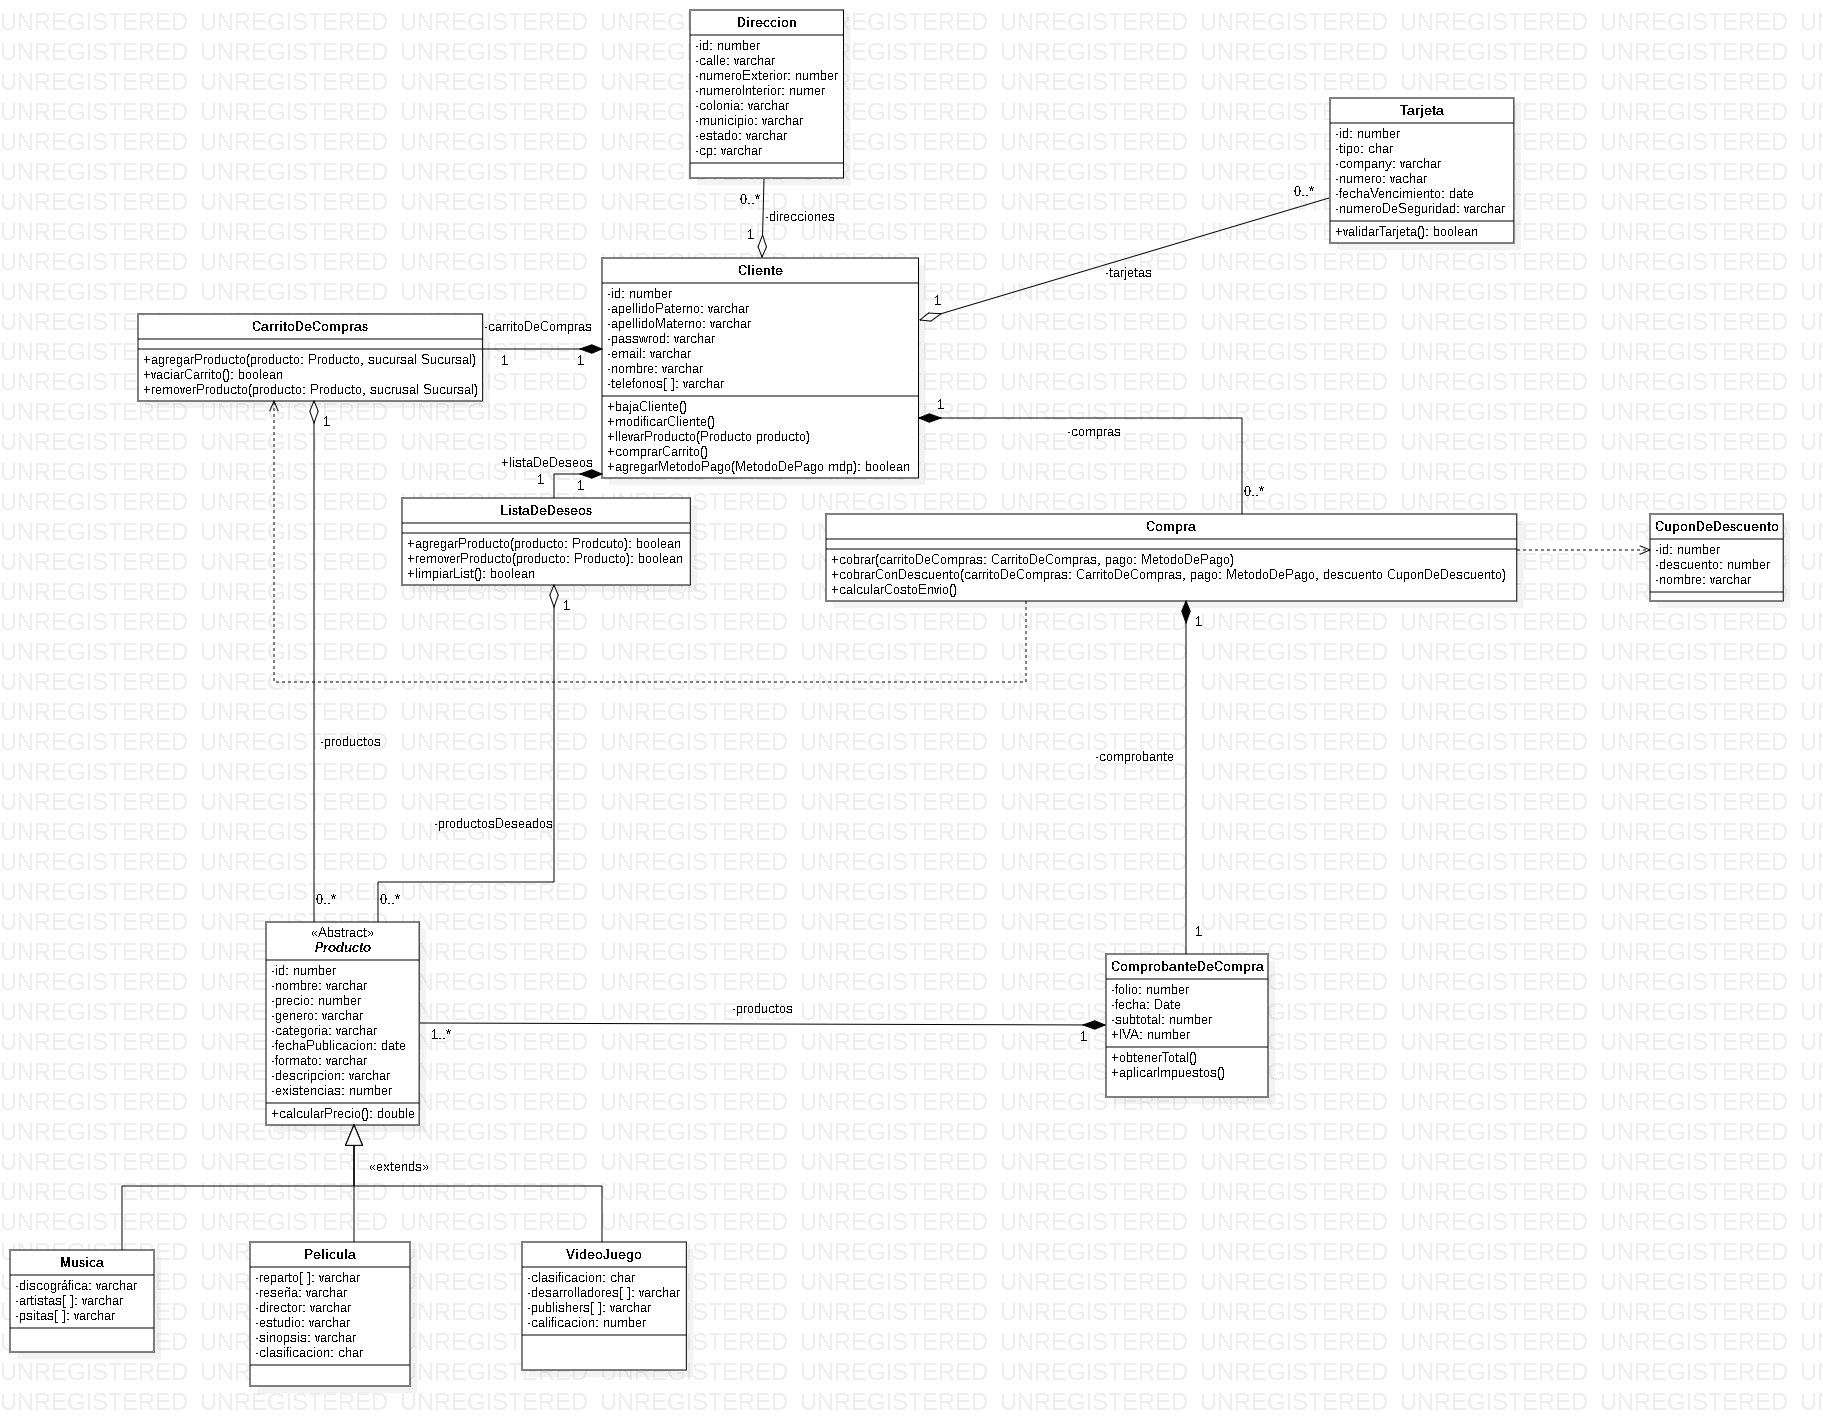 Direccion
-id: number
-calle: varchar
-numeroExterior: number
-numeroInterior: numer
-colonia: varchar
-municipio: varchar
-estado: varchar
-cp: varchar
0..*
-direcciones
1
Tarjeta
-id: number
-tipo: char
-company: varchar
-numero: vachar
-fechaVencimiento: date
-numeroDeSeguridad: varchar
+validarTarjeta(): boolean
0..*
-tarjetas
1
Cliente
-id: number
-apellidoPaterno: varchar
-apellidoMaterno: varchar
-passwrod: varchar
-email: varchar
-nombre: varchar
-telefonos[ ]: varchar
+bajaCliente()
+modificarCliente()
+llevarProducto(Producto producto)
+comprarCarrito()
+agregarMetodoPago(MetodoDePago mdp): boolean
CarritoDeCompras
+agregarProducto(producto: Producto, sucursal Sucursal)
+vaciarCarrito(): boolean
+removerProducto(producto: Producto, sucrusal Sucursal)
-carritoDeCompras
1
1
1
+listaDeDeseos
1
1
ListaDeDeseos
+agregarProducto(producto: Prodcuto): boolean
+removerProducto(producto: Producto): boolean
+limpiarList(): boolean
1
1
-compras
0..*
Compra
+cobrar(carritoDeCompras: CarritoDeCompras, pago: MetodoDePago)
+cobrarConDescuento(carritoDeCompras: CarritoDeCompras, pago: MetodoDePago, descuento CuponDeDescuento)
+calcularCostoEnvio()
CuponDeDescuento
-id: number
-descuento: number
-nombre: varchar
1
-productos
-comprobante
-productosDeseados
0..*
0..*
1
«Abstract»
Producto
-id: number
-nombre: varchar
-precio: number
-genero: varchar
-categoria: varchar
-fechaPublicacion: date
-formato: varchar
-descripcion: varchar
-existencias: number
+calcularPrecio(): double
-productos
1..*
1
ComprobanteDeCompra
-folio: number
-fecha: Date
-subtotal: number
+IVA: number
+obtenerTotal()
+aplicarImpuestos()
«extends»
Musica
-discográfica: varchar
-artistas[ ]: varchar
-psitas[ ]: varchar
Pelicula
-reparto[ ]: varchar
-reseña: varchar
-director: varchar
-estudio: varchar
-sinopsis: varchar
-clasificacion: char
VideoJuego
-clasificacion: char
-desarrolladores[ ]: varchar
-publishers[ ]: varchar
-calificacion: number
UNREGISTERED